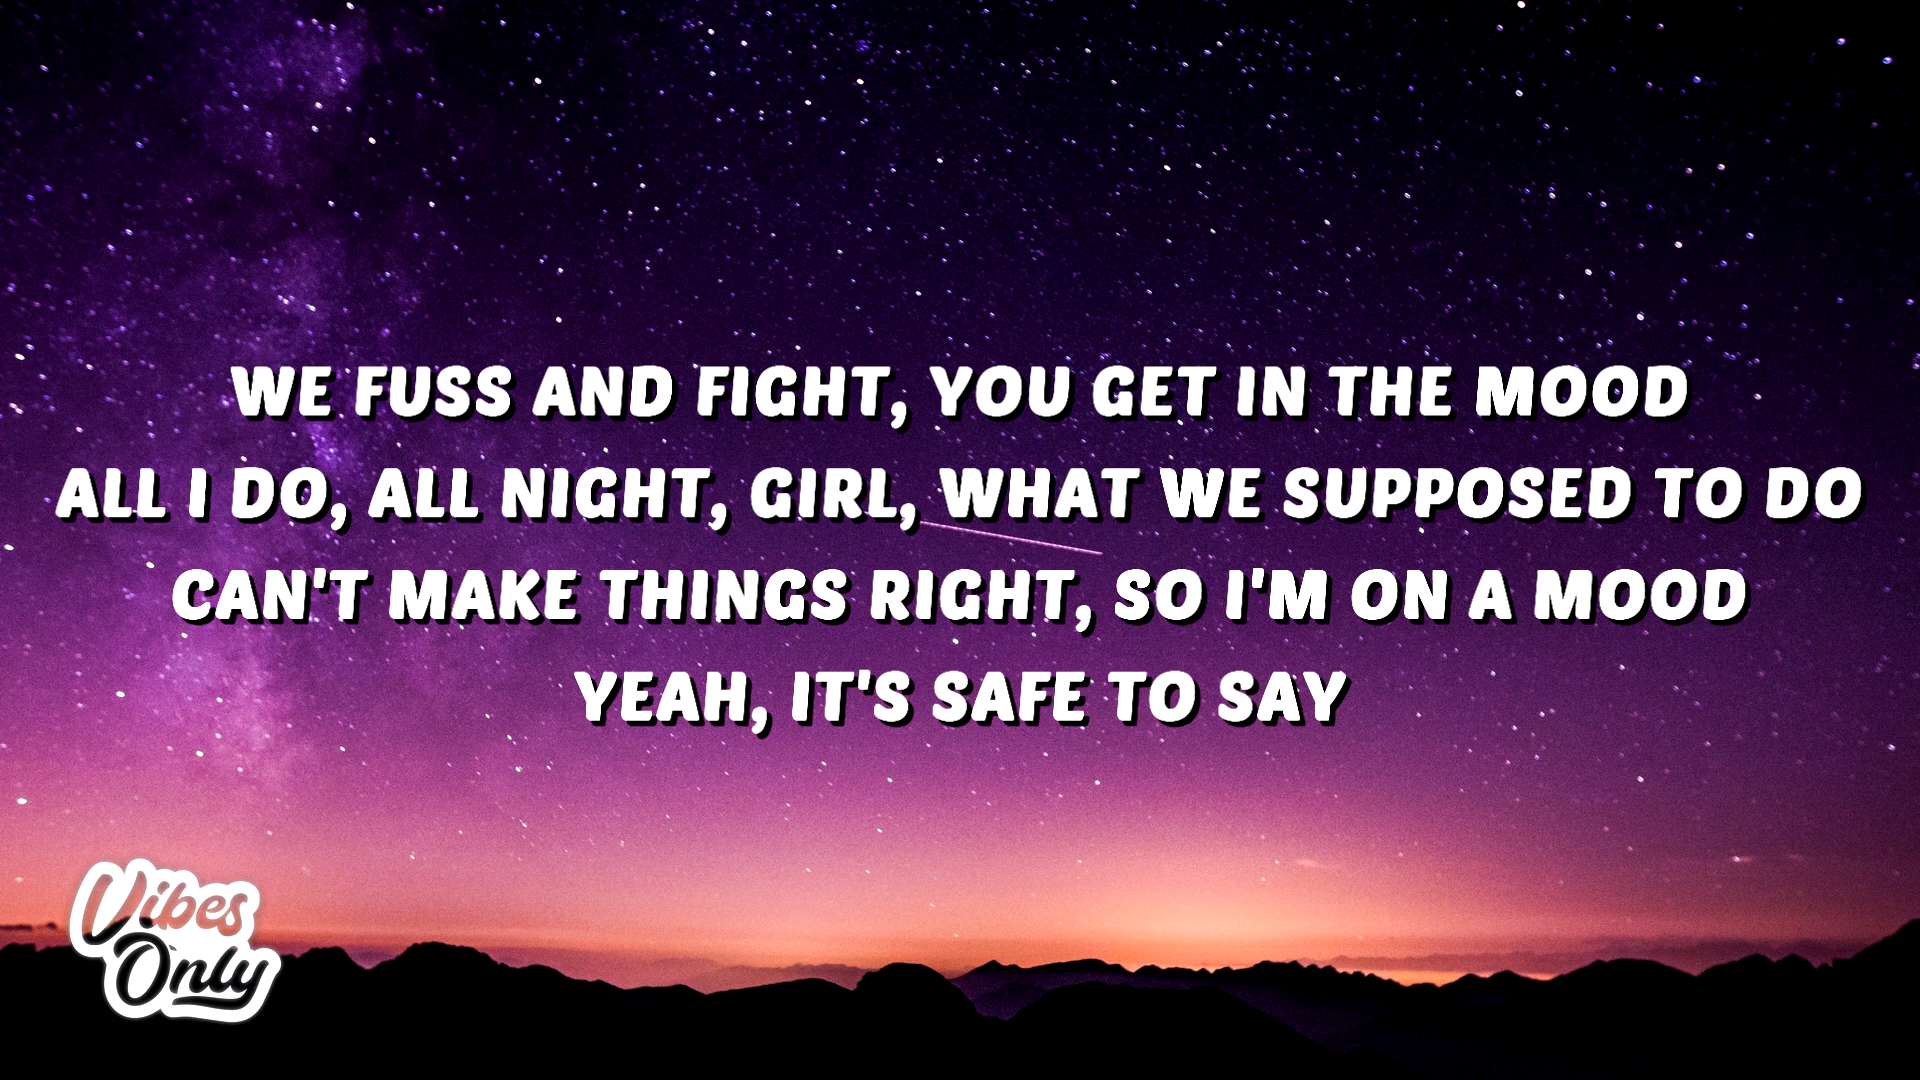 WE FUSS AND FIGHT, YOU GET IN THE MOOD
ALL I DO, ALL NIGHT, GIRL, WHAT WE SUPPOSED TO DO
CAN'T MAKE THINGS RIGHT, SO I'M ON A MOOD
YEAH, IT'S SAFE TO SAY
Vibes
Only